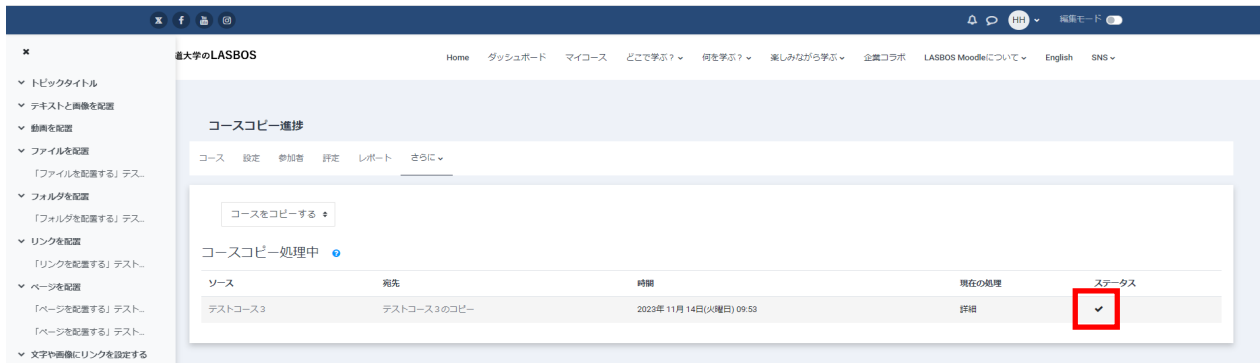 HH
編集モード
道大学のLASBOS
Home ダッシュボード マイコース どこで学ぶ? 何を学ぶ? 楽しみながら学ぶ 企業コラボ LASBOS Moodleについて English SNS
トピックタイトル
テキストと画像を配置
動画を配置
ファイルを配置
「ファイルを配置する」テス...
フォルダを配置
「フォルダを配置する」テス...
リンクを配置
「リンクを配置する」テスト...
ページを配置
「ページを配置する」テスト...
「ページを配置する」テスト...
文字や画像にリンクを設定する
コースコピー進捗
コース 設定 参加者 評定 レポート さらに
コースをコピーする
コースコピー処理中
ソース 宛先 時間 現在の処理 ステータス
テストコース3 テストコース3のコピー 2023年 11月 14日(火曜日) 09:53 詳細